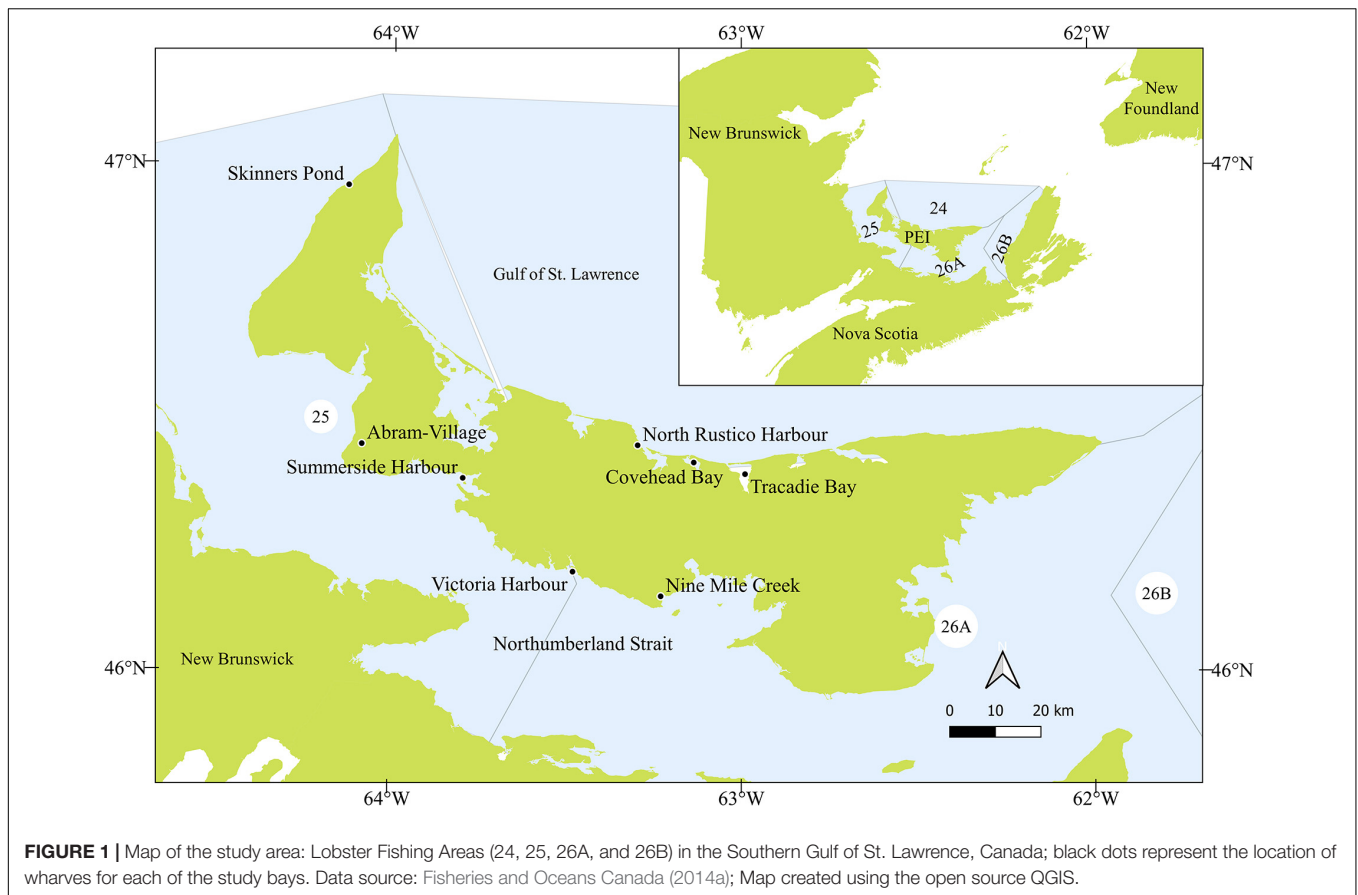 64°W
63°W
62°W
New Foundland
New Brunswick
47°N
47°N
Skinners Pond
24
25
PEI
26B
26A
Gulf of St. Lawrence
Nova Scotia
25
Abram-Village
North Rustico Harbour
Summerside Harbour
Covehead Bay
Tracadie Bay
Victoria Harbour
Nine Mile Creek
26B
26A
Northumberland Strait
New Brunswick
46°N
46°N
N
0 10 20 km
64°W
63°W
62°W
FIGURE 1 | Map of the study area: Lobster Fishing Areas (24, 25, 26A, and 26B) in the Southern Gulf of St. Lawrence, Canada; black dots represent the location of
wharves for each of the study bays. Data source: Fisheries and Oceans Canada (2014a); Map created using the open source QGIS.